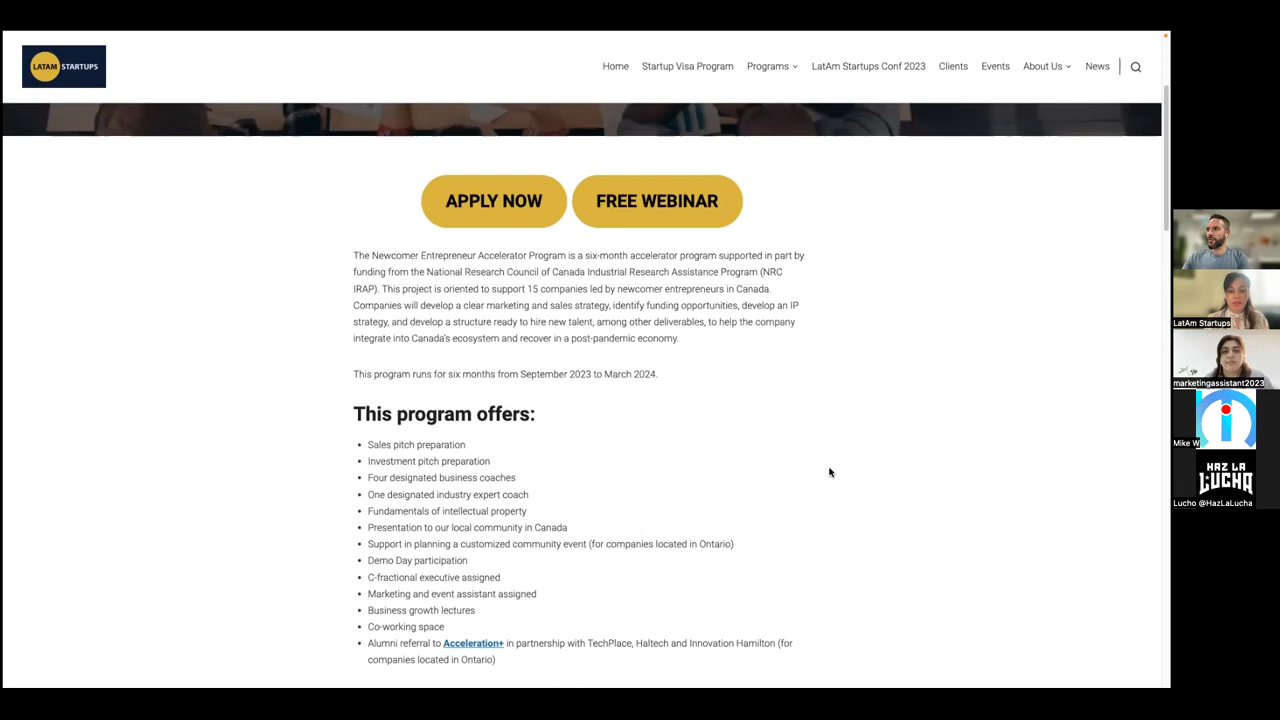 LATAM STARTUPS
Home Startup Visa Program Programs LatAm Startups Conf 2023 Clients Events About Us News
APPLY NOW FREE WEBINAR
The Newcomer Entrepreneur Accelerator Program is a six-month accelerator program supported in part by
funding from the National Research Council of Canada Industrial Research Assistance Program (NRC
IRAP). This project is oriented to support 15 companies led by newcomer entrepreneurs in Canada.
Companies will develop a clear marketing and sales strategy, identify funding opportunities, develop an IP
strategy, and develop a structure ready to hire new talent, among other deliverables, to help the company
integrate into Canada's ecosystem and recover in a post-pandemic economy.
This program runs for six months from September 2023 to March 2024.
This program offers:
• Sales pitch preparation
• Investment pitch preparation
• Four designated business coaches
• One designated industry expert coach
• Fundamentals of intellectual property
• Presentation to our local community in Canada
• Support in planning a customized community event (for companies located in Ontario)
• Demo Day participation
• C-fractional executive assigned
• Marketing and event assistant assigned
• Business growth lectures
• Co-working space
• Alumni referral to Acceleration+ in partnership with TechPlace, Haltech and Innovation Hamilton (for
companies located in Ontario)
LatAm Startups
marketingassistant2023
Mike W
HAZ LA
LUCHA
Lucho @HazLaLucha